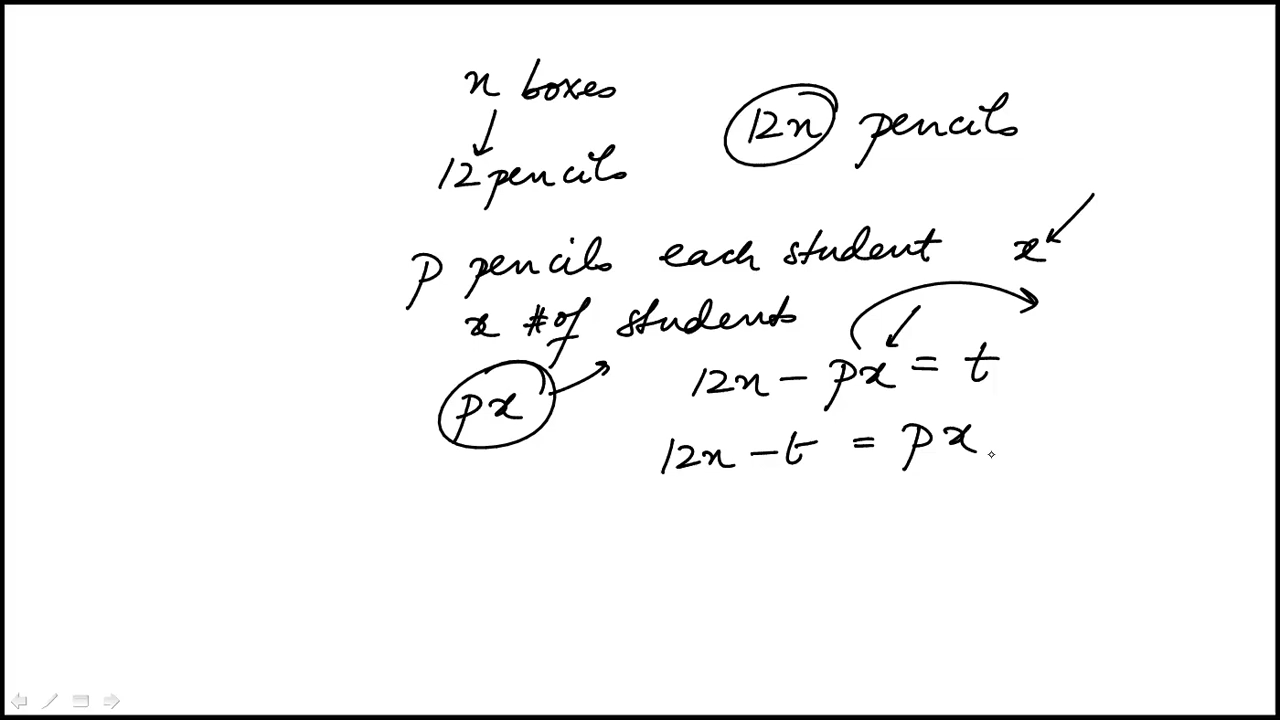 n boxes
12n pencils
12 pencils
p pencils each student x
x # of students
px
12n - px = t
12n - t = px